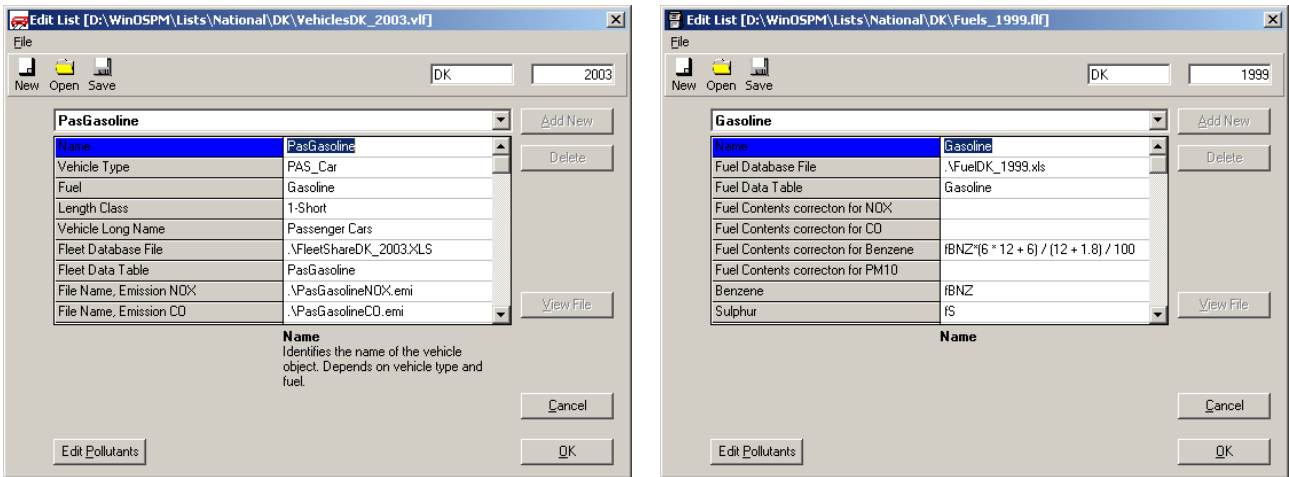 Edit List [D:\WinOSPM\Lists\National\DK\VehiclesDK_2003.vlf]
File
New Open Save DK 2003
PasGasoline Add New
Name PasGasoline
Delete
Vehicle Type PAS_Car
Fuel Gasoline
Length Class 1-Short
Vehicle Long Name Passenger Cars
Fleet Database File .\FleetShareDK_2003.XLS
Fleet Data Table PasGasoline
File Name, Emission NOX .\PasGasolineNOX.emi
View File
File Name, Emission CO .\PasGasolineCO.emi
Name
Identifies the name of the vehicle
object. Depends on vehicle type and
fuel.
Cancel
Edit Pollutants OK
Edit List [D:\WinOSPM\Lists\National\DK\Fuels_1999.flf]
File
New Open Save DK 1999
Gasoline Add New
Name Gasoline
Delete
Fuel Database File .\FuelDK_1999.xls
Fuel Data Table Gasoline
Fuel Contents correcton for NOX
Fuel Contents correcton for CO
Fuel Contents correcton for Benzene fBNZ*(6 * 12 + 6) / (12 + 1.8) / 100
Fuel Contents correcton for PM10
Benzene fBNZ
View File
Sulphur fS
Name
Cancel
Edit Pollutants OK